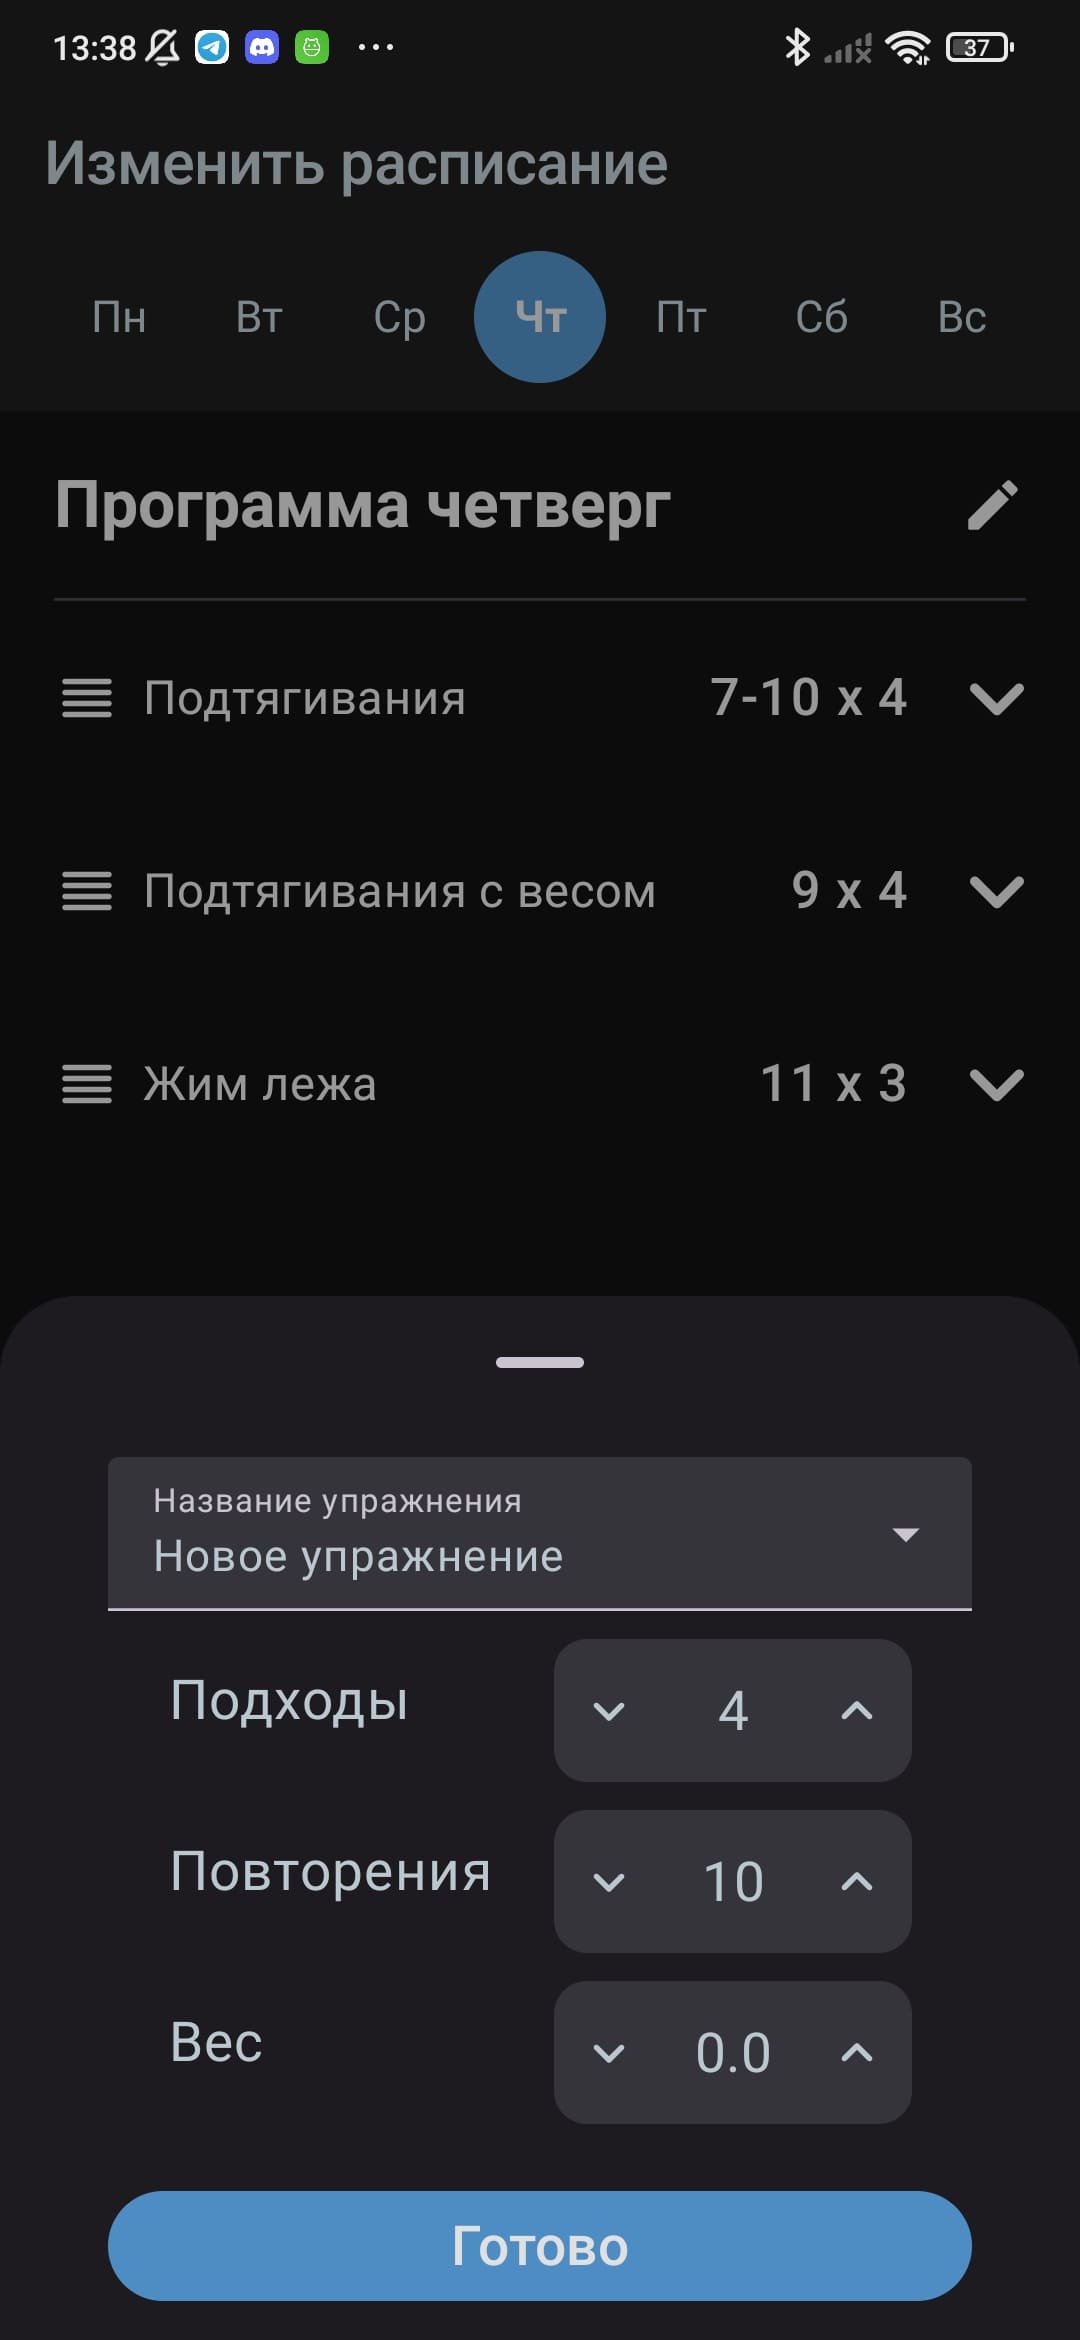 13:38 37
Изменить расписание
Пн Вт Ср Чт Пт Сб Вс
Программа четверг
Подтягивания 7-10 x 4
Подтягивания с весом 9 x 4
Жим лежа 11 x 3
Название упражнения
Новое упражнение
Подходы 4
Повторения 10
Вес 0.0
Готово